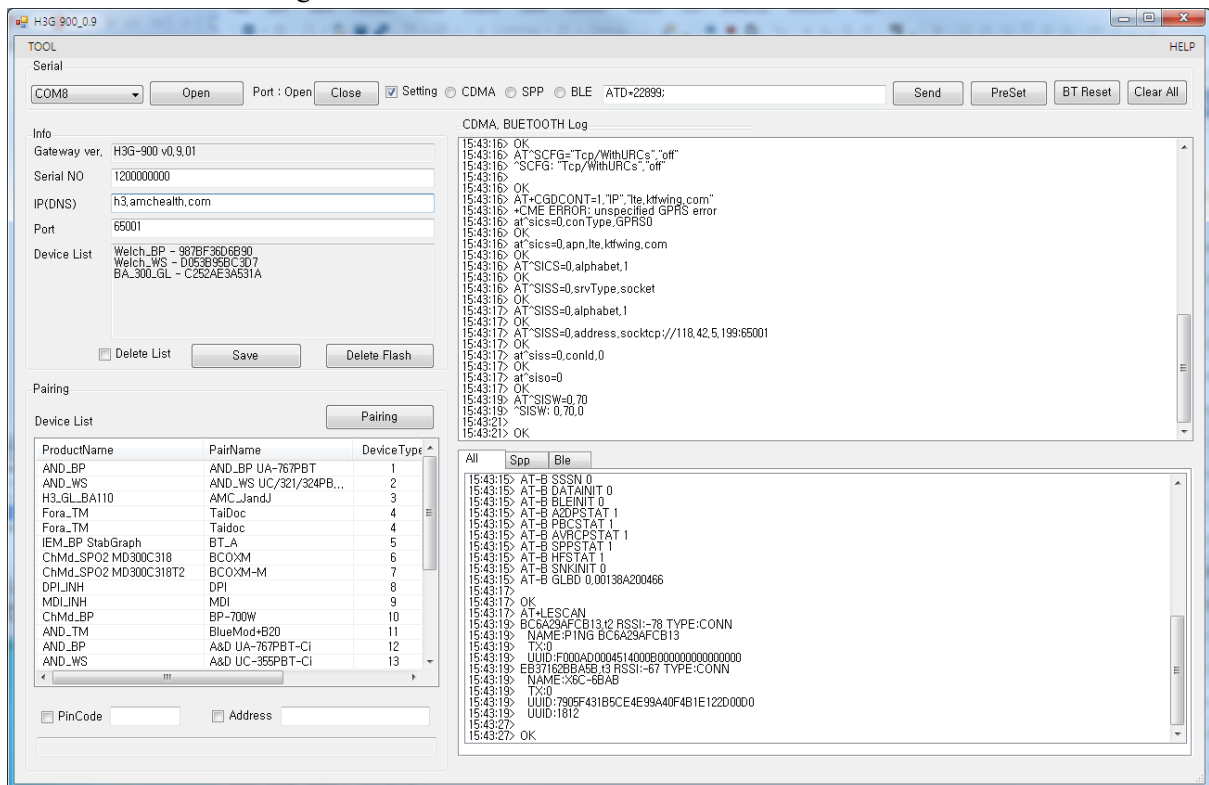 H3G 900_0.9
TOOL HELP
Serial
COM8 Open Port : Open Close Setting CDMA SPP BLE ATD+22899; Send PreSet BT Reset Clear All
Info
Gateway ver, H3G-900 v0,9,01
Serial NO 1200000000
IP(DNS) h3,amchealth,com
Port 65001
Device List Welch_BP - 987BF36D6B90
Welch_WS - D053B95BC3D7
BA_300_GL - C252AE3A531A
Delete List Save Delete Flash
Pairing
Device List Pairing
ProductName PairName DeviceType
AND_BP AND_BP UA-767PBT 1
AND_WS AND_WS UC/321/324PB... 2
H3_GL_BA110 AMC_JandJ 3
Fora_TM TaiDoc 4
Fora_TM Taidoc 4
IEM_BP StabGraph BT_A 5
ChMd_SPO2 MD300C318 BCOXM 6
ChMd_SPO2 MD300C318T2 BCOXM-M 7
DPI_INH DPI 8
MDI_INH MDI 9
ChMd_BP BP-700W 10
AND_TM BlueMod+B20 11
AND_BP A&D UA-767PBT-Ci 12
AND_WS A&D UC-355PBT-Ci 13
PinCode Address
CDMA, BUETOOTH Log
15:43:16> OK
15:43:16> AT^SCFG="Tcp/WithURCs","off"
15:43:16> ^SCFG: "Tcp/WithURCs","off"
15:43:16>
15:43:16> OK
15:43:16> AT+CGDCONT=1,"IP","lte,ktfwing,com"
15:43:16> +CME ERROR: unspecified GPRS error
15:43:16> at^sics=0,conType,GPRS0
15:43:16> OK
15:43:16> at^sics=0,apn,lte,ktfwing,com
15:43:16> OK
15:43:16> AT^SICS=0,alphabet,1
15:43:16> OK
15:43:16> AT^SISS=0,srvType,socket
15:43:16> OK
15:43:17> AT^SISS=0,alphabet,1
15:43:17> OK
15:43:17> AT^SISS=0,address,socktcp://118,42,5,199:65001
15:43:17> OK
15:43:17> at^siss=0,conId,0
15:43:17> OK
15:43:17> at^siso=0
15:43:17> OK
15:43:19> AT^SISW=0,70
15:43:19> ^SISW: 0,70,0
15:43:21>
15:43:21> OK
All Spp Ble
15:43:15> AT-B SSSN 0
15:43:15> AT-B DATAINIT 0
15:43:15> AT-B BLEINIT 0
15:43:15> AT-B A2DPSTAT 1
15:43:15> AT-B PBCSTAT 1
15:43:15> AT-B AVRCPSTAT 1
15:43:15> AT-B SPPSTAT 1
15:43:15> AT-B HFSTAT 1
15:43:15> AT-B SNKINIT 0
15:43:15> AT-B GLBD 0,00138A200466
15:43:17>
15:43:17> OK
15:43:17> AT+LESCAN
15:43:19> BC6A29AFCB13,t2 RSSI:-78 TYPE:CONN
15:43:19> NAME:P1NG BC6A29AFCB13
15:43:19> TX:0
15:43:19> UUID:F000AD0004514000B000000000000000
15:43:19> EB37162BBA5B,t3 RSSI:-67 TYPE:CONN
15:43:19> NAME:X6C-6BAB
15:43:19> TX:0
15:43:19> UUID:7905F431B5CE4E99A40F4B1E122D00D0
15:43:19> UUID:1812
15:43:27>
15:43:27> OK